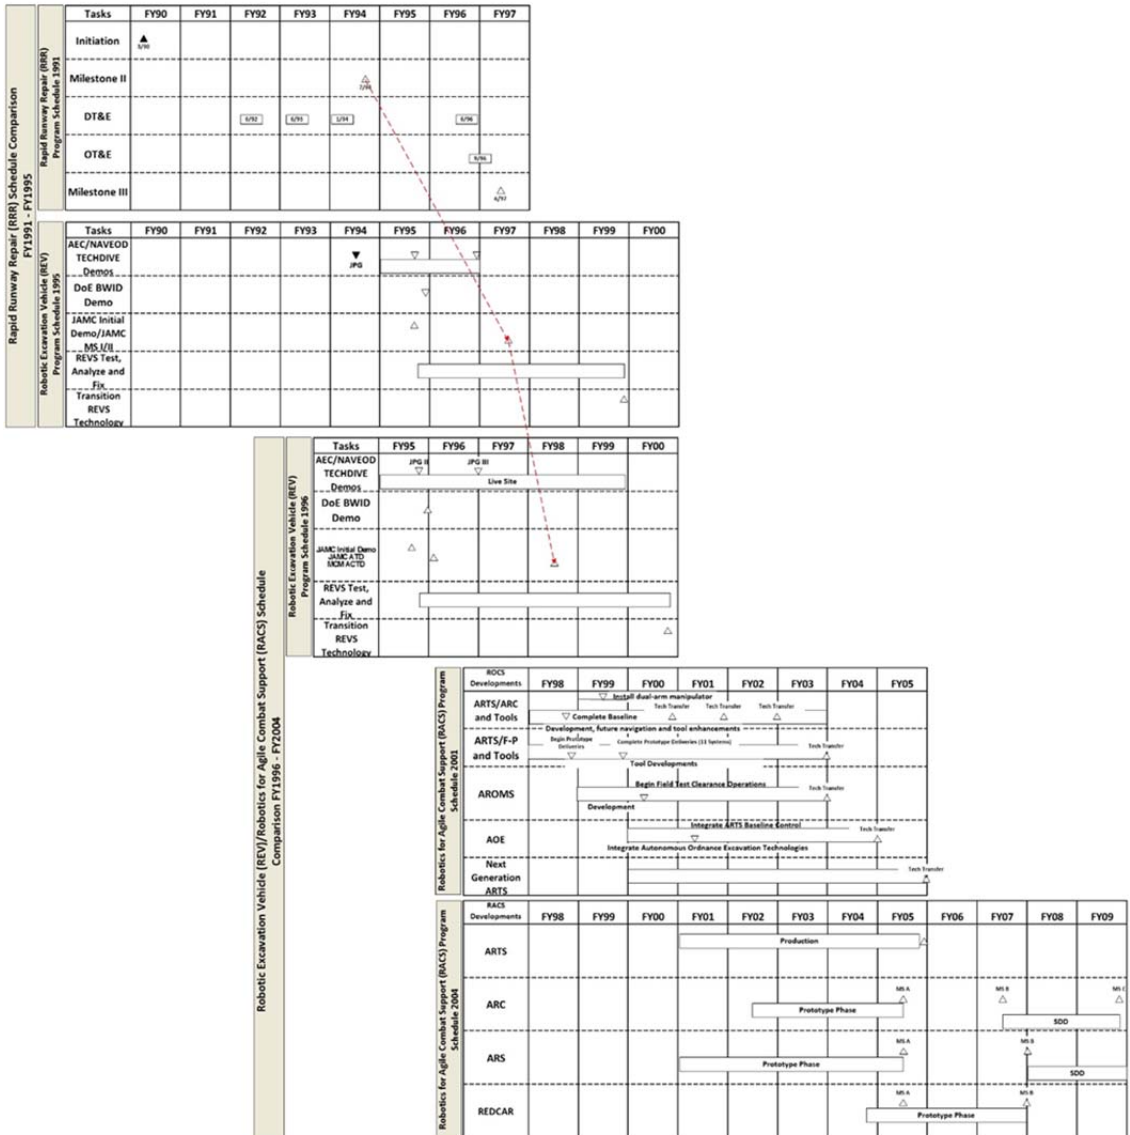 Rapid Runway Repair (RRR) Schedule Comparison
FY1991 - FY1995
Rapid Runway Repair (RRR)
Program Schedule 1991
Tasks FY90 FY91 FY92 FY93 FY94 FY95 FY96 FY97
Initiation
Milestone II
DT&E
OT&E
Milestone III
Robotic Excavation Vehicle (REV)
Program Schedule 1995
Tasks FY90 FY91 FY92 FY93 FY94 FY95 FY96 FY97 FY98 FY99 FY00
AEC/NAVEOD
TECHDIVE
Demos
JPG
DoE BWID
Demo
JAMC Initial
Demo/JAMC
MS I/II
REVS Test,
Analyze and
Fix
Transition
REVS
Technology
Robotic Excavation Vehicle (REV)/Robotics for Agile Combat Support (RACS) Schedule
Comparison FY1996 - FY2004
Robotic Excavation Vehicle (REV)
Program Schedule 1996
Tasks FY95 FY96 FY97 FY98 FY99 FY00
AEC/NAVEOD
TECHDIVE
Demos
JPG II JPG III
Live Site
DoE BWID
Demo
JAMC Initial Demo
JAMC ATD
MCM ACTD
REVS Test,
Analyze and
Fix
Transition
REVS
Technology
Robotics for Agile Combat Support (RACS) Program
Schedule 2001
ROCS
Developments FY98 FY99 FY00 FY01 FY02 FY03 FY04 FY05
ARTS/ARC
and Tools
Install dual-arm manipulator
Tech Transfer Tech Transfer Tech Transfer
Complete Baseline
Development, future navigation and tool enhancements
ARTS/F-P
and Tools
Begin Prototype
Deliveries
Complete Prototype Deliveries (13 Systems)
Tech Transfer
Tool Developments
AROMS
Begin Field Test Clearance Operations
Tech Transfer
Development
AOE
Integrate ARTS Baseline Control
Tech Transfer
Integrate Autonomous Ordnance Excavation Technologies
Next
Generation
ARTS
Tech Transfer
Robotics for Agile Combat Support (RACS) Program
Schedule 2004
RACS
Developments FY98 FY99 FY00 FY01 FY02 FY03 FY04 FY05 FY06 FY07 FY08 FY09
ARTS
Production
ARC
MS A MS B MS C
Prototype Phase
SDD
ARS
MS A MS B
Prototype Phase
SDD
REDCAR
MS A MS B
Prototype Phase